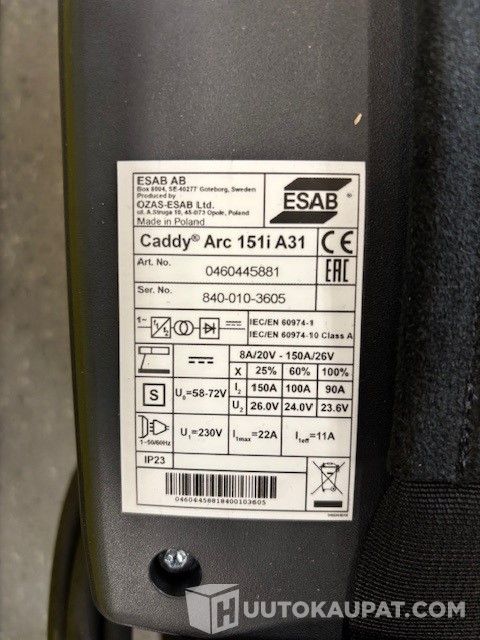 ESAB AB
Box 8004, SE-40277 Goteborg, Sweden
Produced by
OZAS-ESAB Ltd.
ul. A.Struga 10, 45-073 Opole, Poland
Made in Poland
ESAB
Caddy® Arc 151i A31
CE
Art. No.
0460445881
EAC
Ser. No.
840-010-3605
1~
IEC/EN 60974-1
IEC/EN 60974-10 Class A
8A/20V - 150A/26V
X 25% 60% 100%
S
U₀=58-72V
I₂ 150A 100A 90A
U₂ 26.0V 24.0V 23.6V
1~50/60Hz
U₁=230V
I₁max=22A
I₁eff=11A
IP23
04604458818400103605
HUUTOKAUPAT.COM